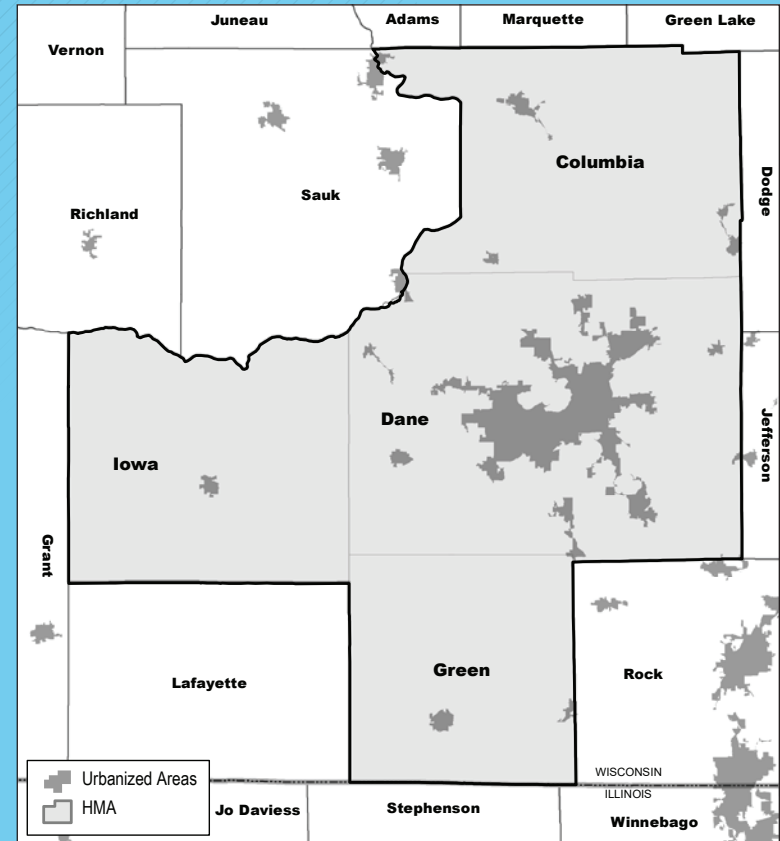 Juneau
Adams
Marquette
Green Lake
Vernon
Columbia
Dodge
Sauk
Richland
Dane
Iowa
Jefferson
Grant
Green
Rock
Lafayette
WISCONSIN
ILLINOIS
Urbanized Areas
HMA
Jo Daviess
Stephenson
Winnebago